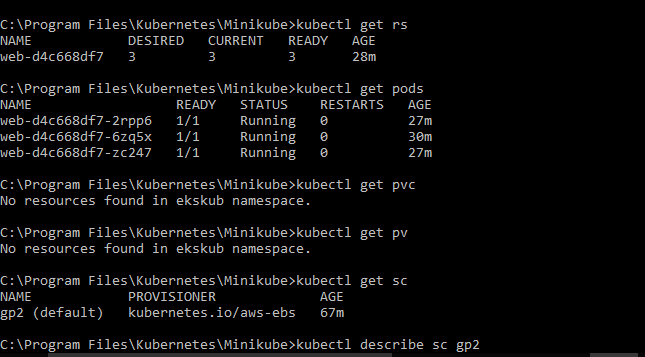 C:\Program Files\Kubernetes\Minikube>kubectl get rs
NAME DESIRED CURRENT READY AGE
web-d4c668df7 3 3 3 28m
C:\Program Files\Kubernetes\Minikube>kubectl get pods
NAME READY STATUS RESTARTS AGE
web-d4c668df7-2rpp6 1/1 Running 0 27m
web-d4c668df7-6zq5x 1/1 Running 0 30m
web-d4c668df7-zc247 1/1 Running 0 27m
C:\Program Files\Kubernetes\Minikube>kubectl get pvc
No resources found in ekskub namespace.
C:\Program Files\Kubernetes\Minikube>kubectl get pv
No resources found in ekskub namespace.
C:\Program Files\Kubernetes\Minikube>kubectl get sc
NAME PROVISIONER AGE
gp2 (default) kubernetes.io/aws-ebs 67m
C:\Program Files\Kubernetes\Minikube>kubectl describe sc gp2